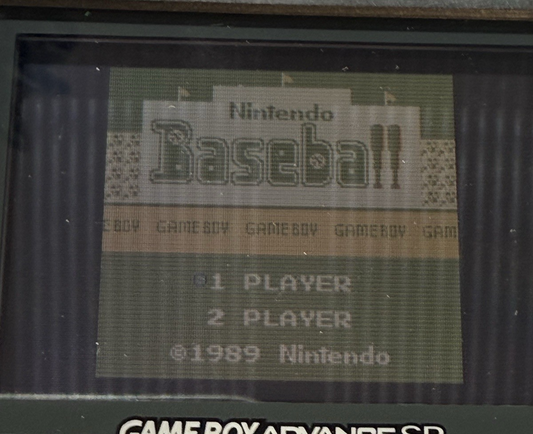 Nintendo
Baseball
E BOY GAME BOY GAME BOY GAME BOY GAM
1 PLAYER
2 PLAYER
©1989 Nintendo
GAME BOY ADVANCE SP